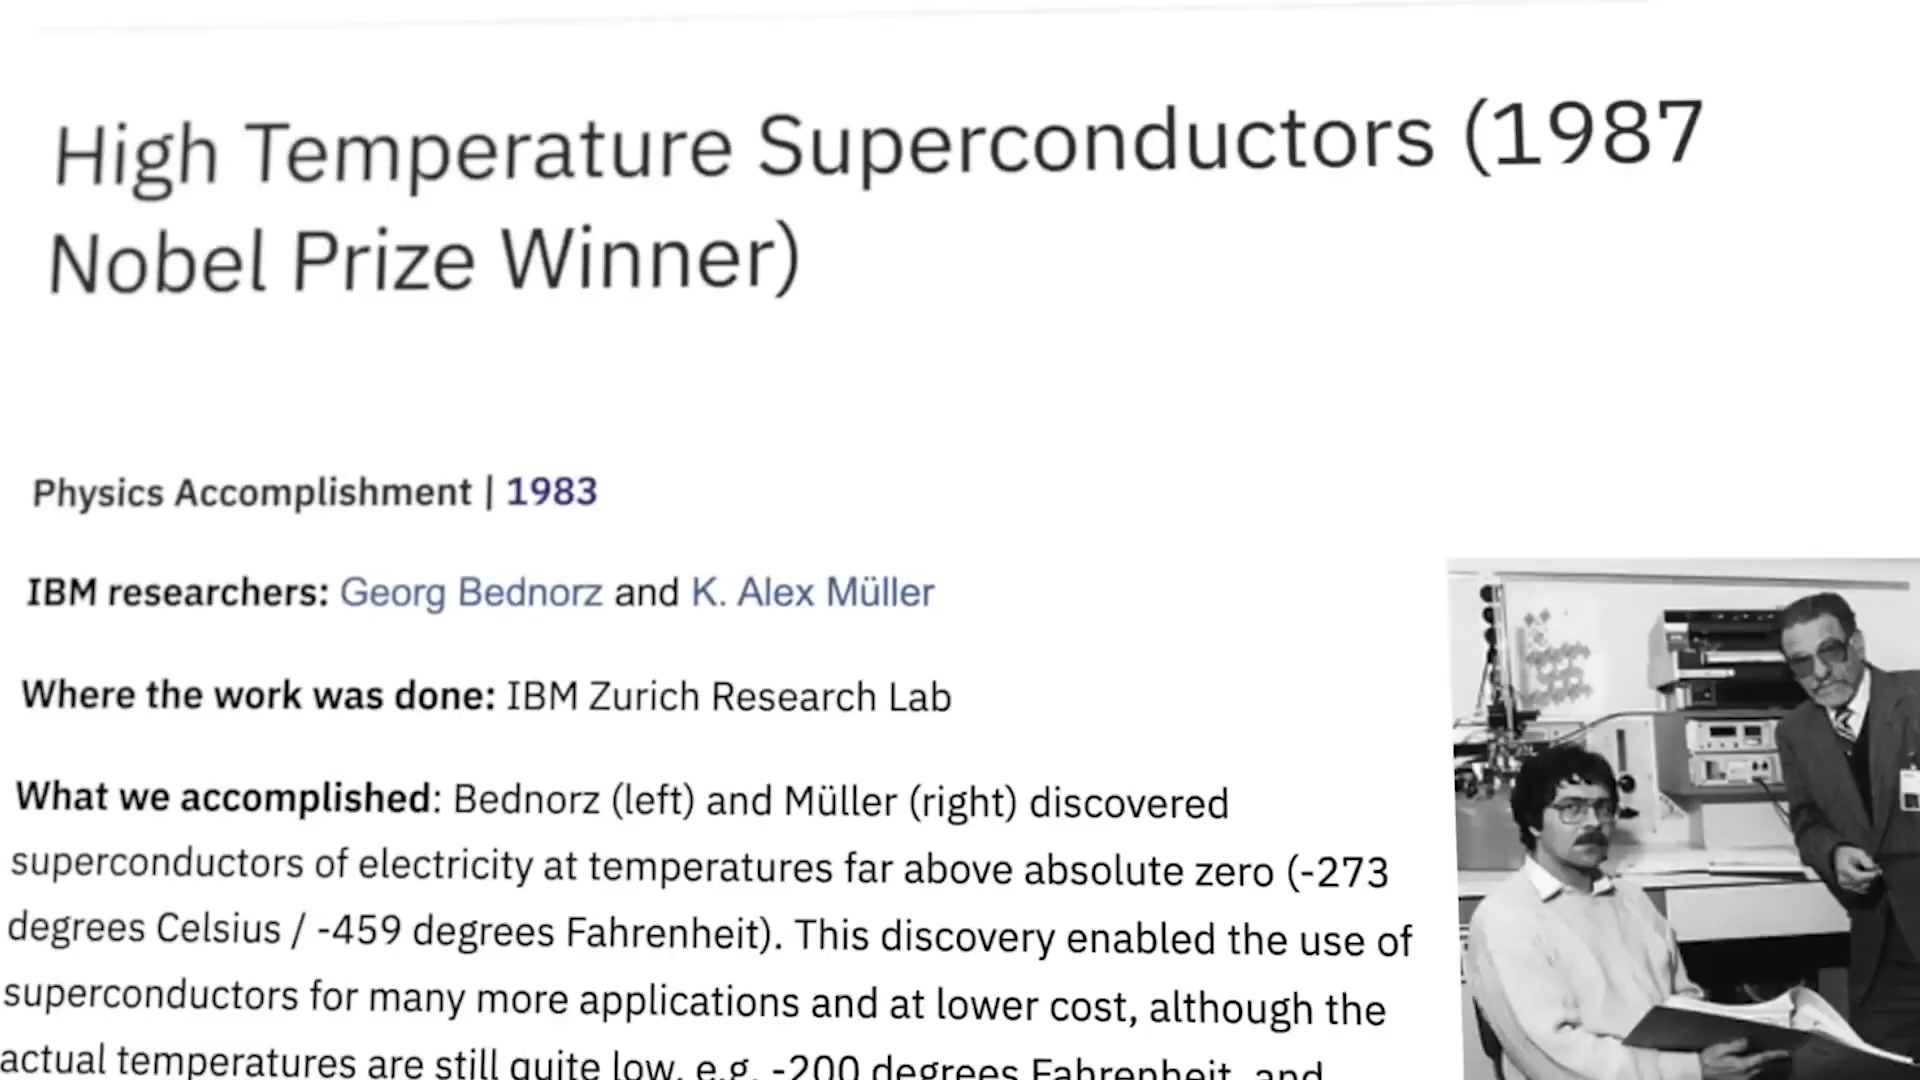 High Temperature Superconductors (1987
Nobel Prize Winner)
Physics Accomplishment | 1983
IBM researchers: Georg Bednorz and K. Alex Müller
Where the work was done: IBM Zurich Research Lab
What we accomplished: Bednorz (left) and Müller (right) discovered
superconductors of electricity at temperatures far above absolute zero (-273
degrees Celsius / -459 degrees Fahrenheit). This discovery enabled the use of
superconductors for many more applications and at lower cost, although the
actual temperatures are still quite low, e.g. -200 degrees Fahrenheit, and